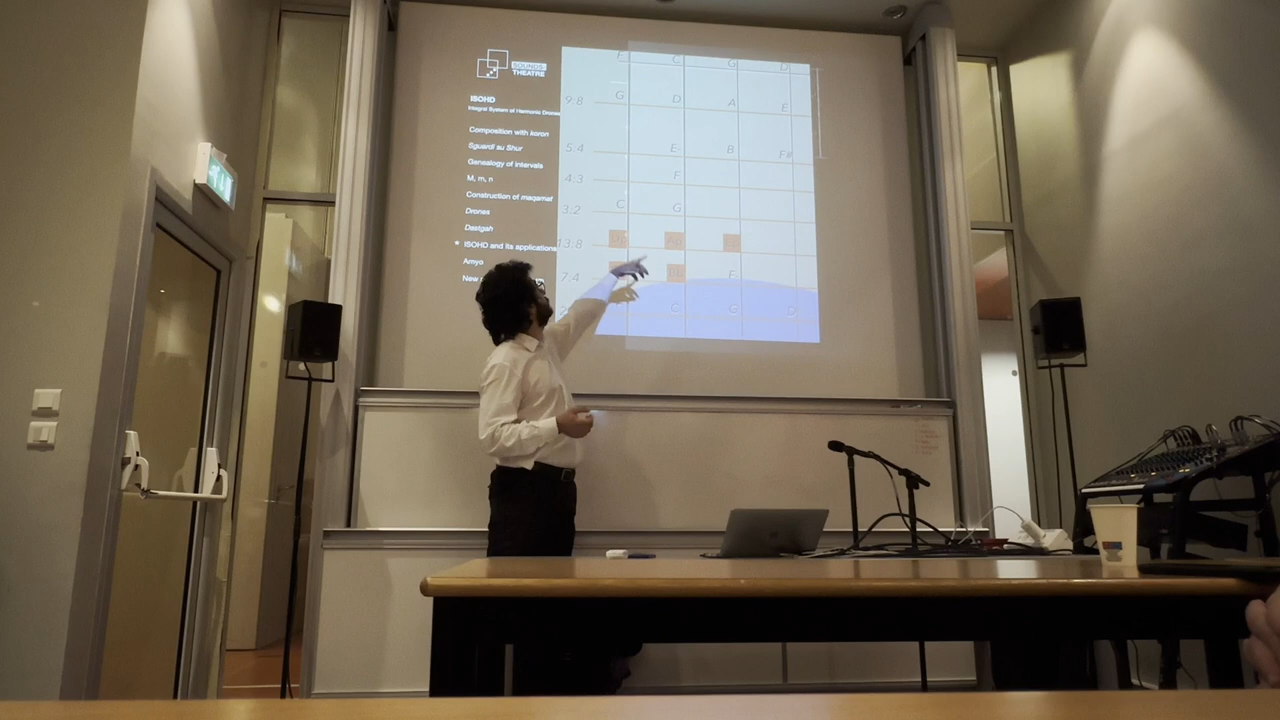 SOUNDS
THEATRE
ISOHD
Integral System of Harmonic Drones
Composition with koron
Sguardi su Shur
Genealogy of intervals
M, m, n
Construction of maqamat
Drones
Dastgah
* ISOHD and its applications
Amyo
New
F C G D
9:8 G D A E
5:4 E B F#
4:3 F
3:2 C G
13:8
7:4 Bb F
C G D